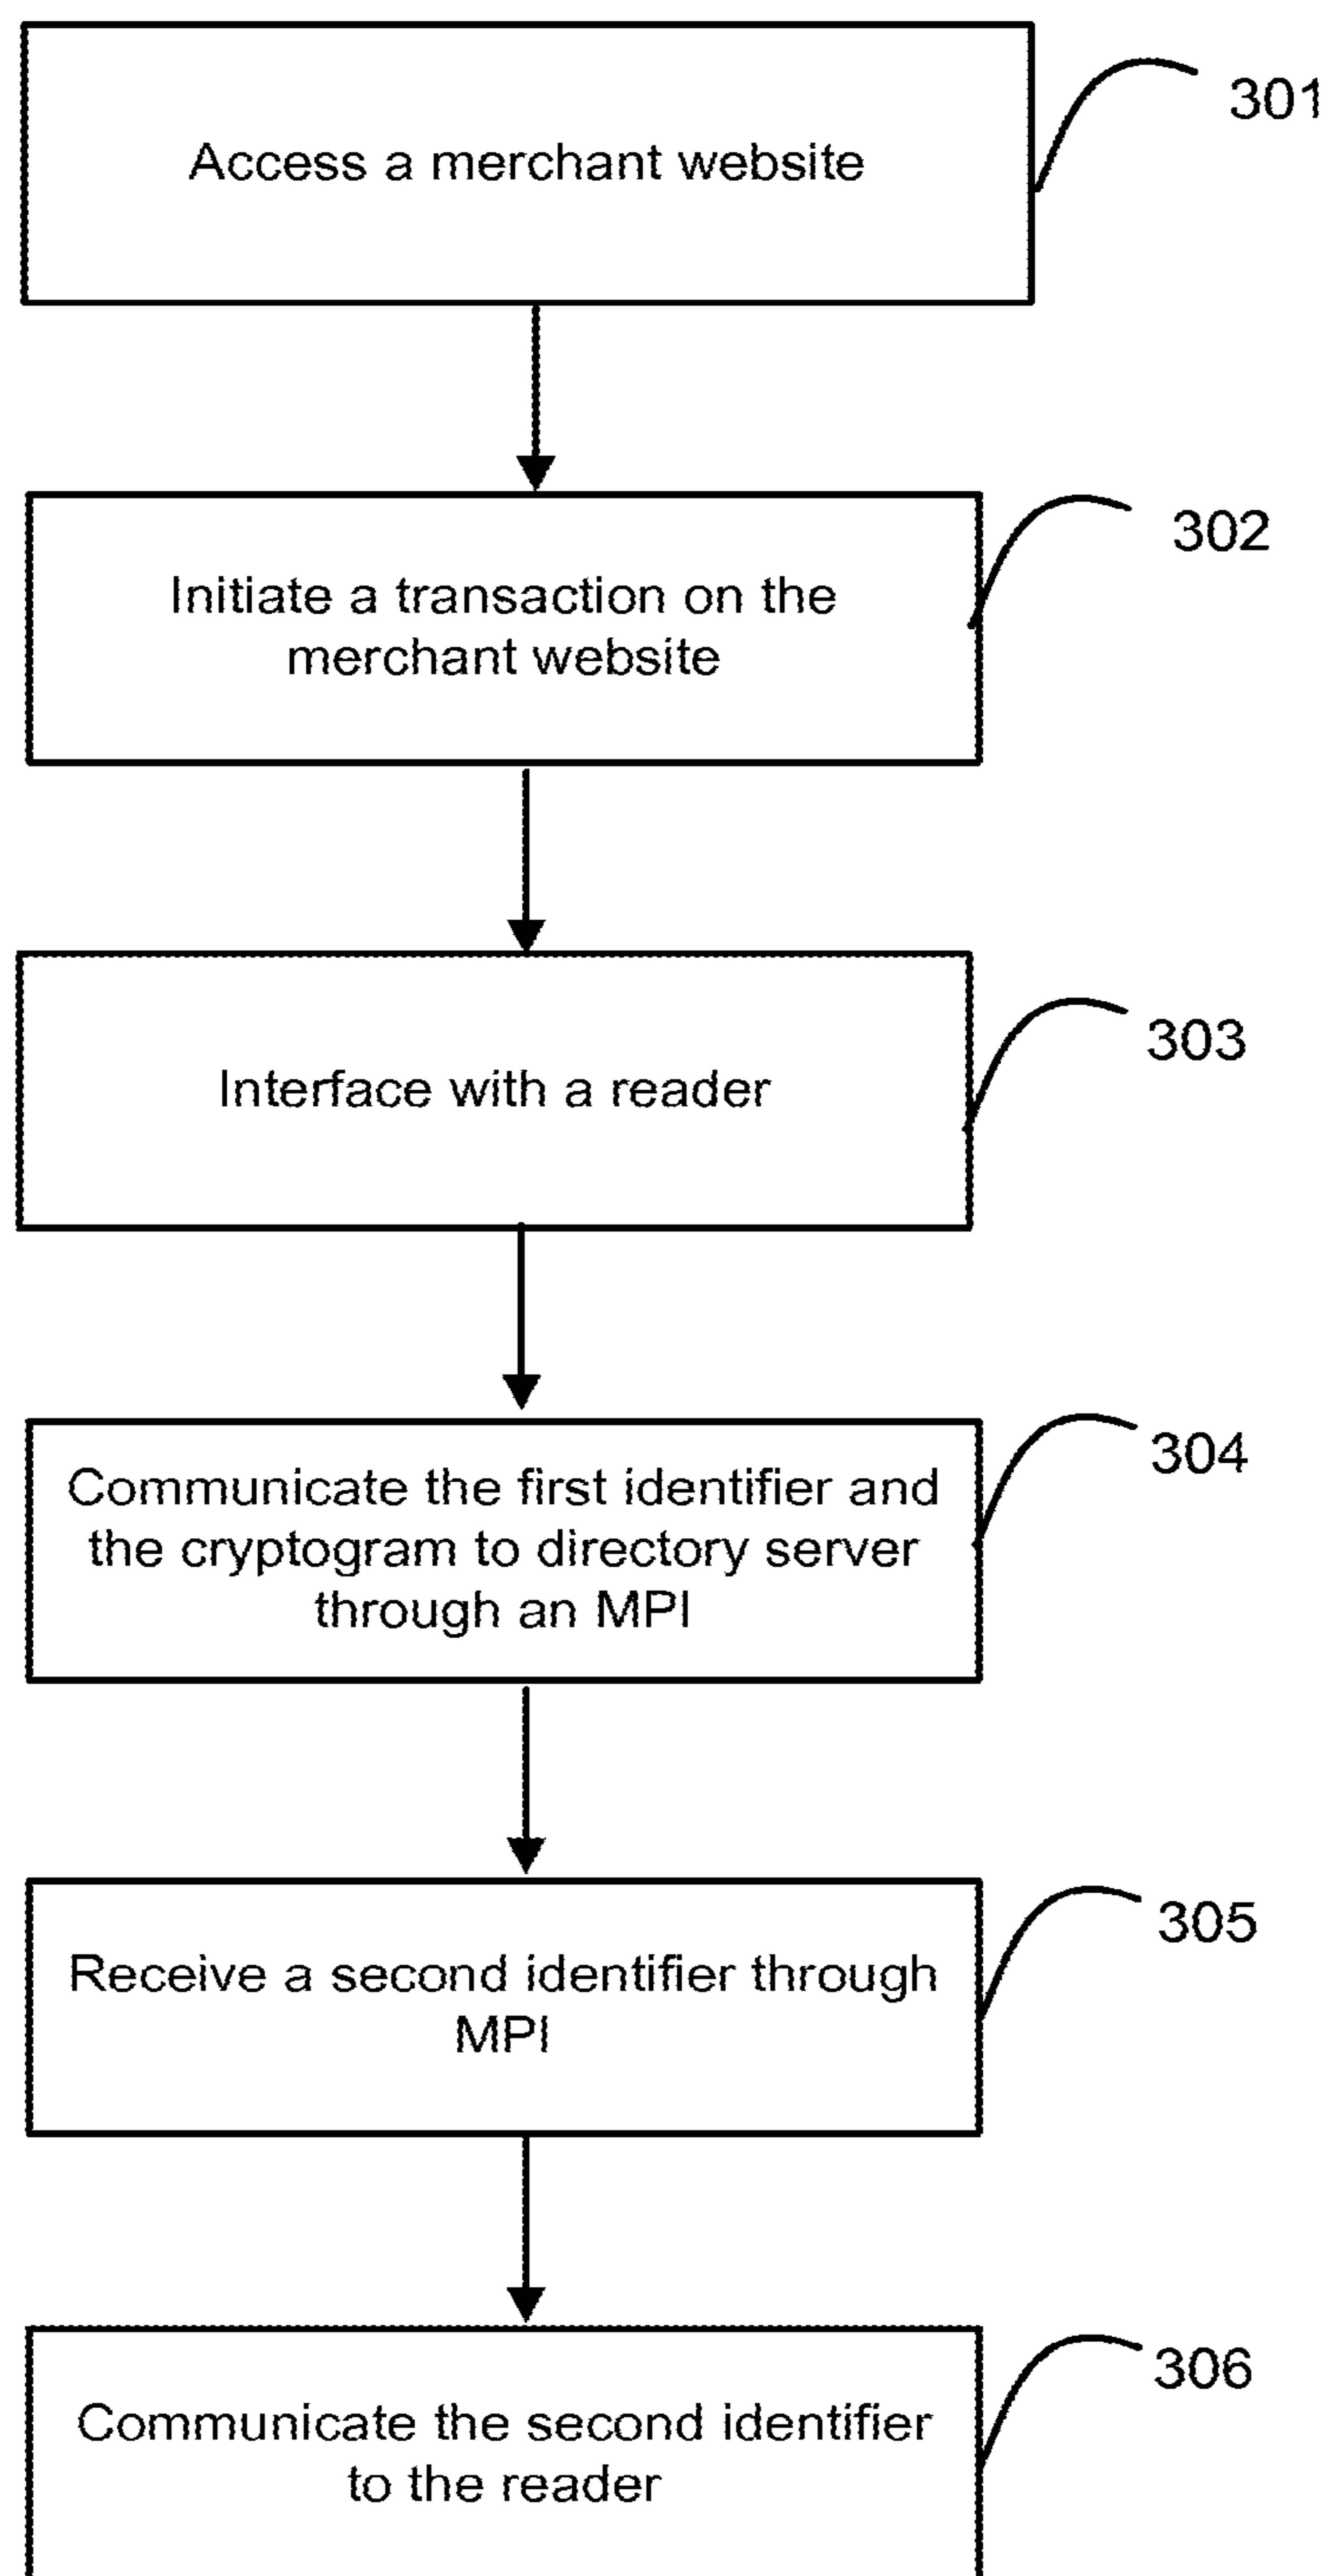 Access a merchant website
301
Initiate a transaction on the
merchant website
302
Interface with a reader
303
Communicate the first identifier and
the cryptogram to directory server
through an MPI
304
Receive a second identifier through
MPI
305
Communicate the second identifier
to the reader
306